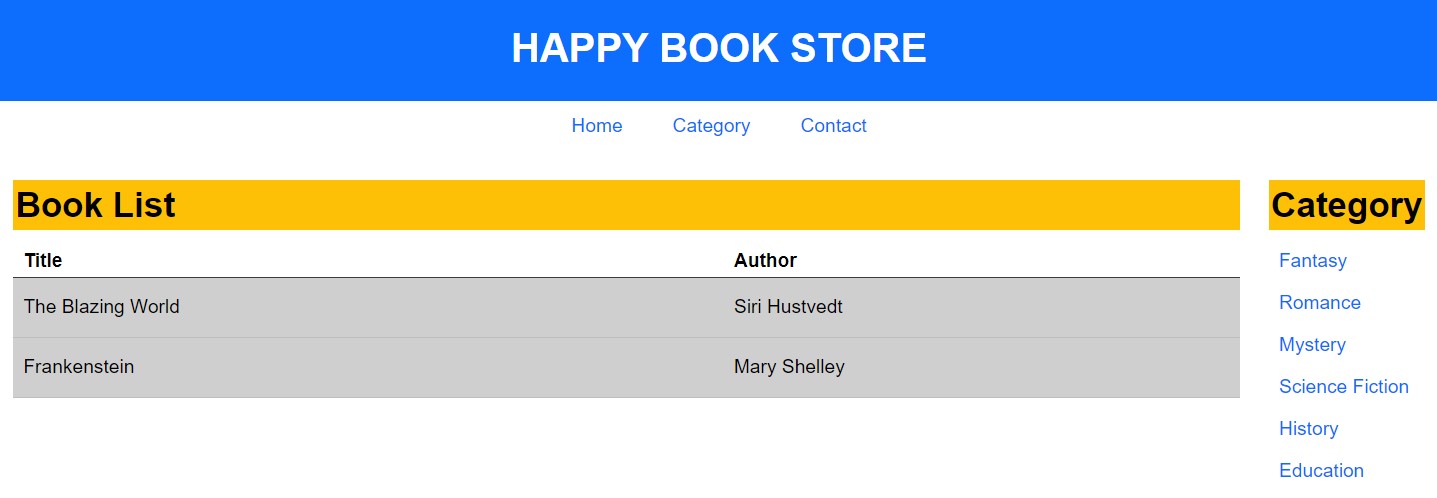 HAPPY BOOK STORE
Home Category Contact
Book List
Title Author
The Blazing World Siri Hustvedt
Frankenstein Mary Shelley
Category
Fantasy
Romance
Mystery
Science Fiction
History
Education